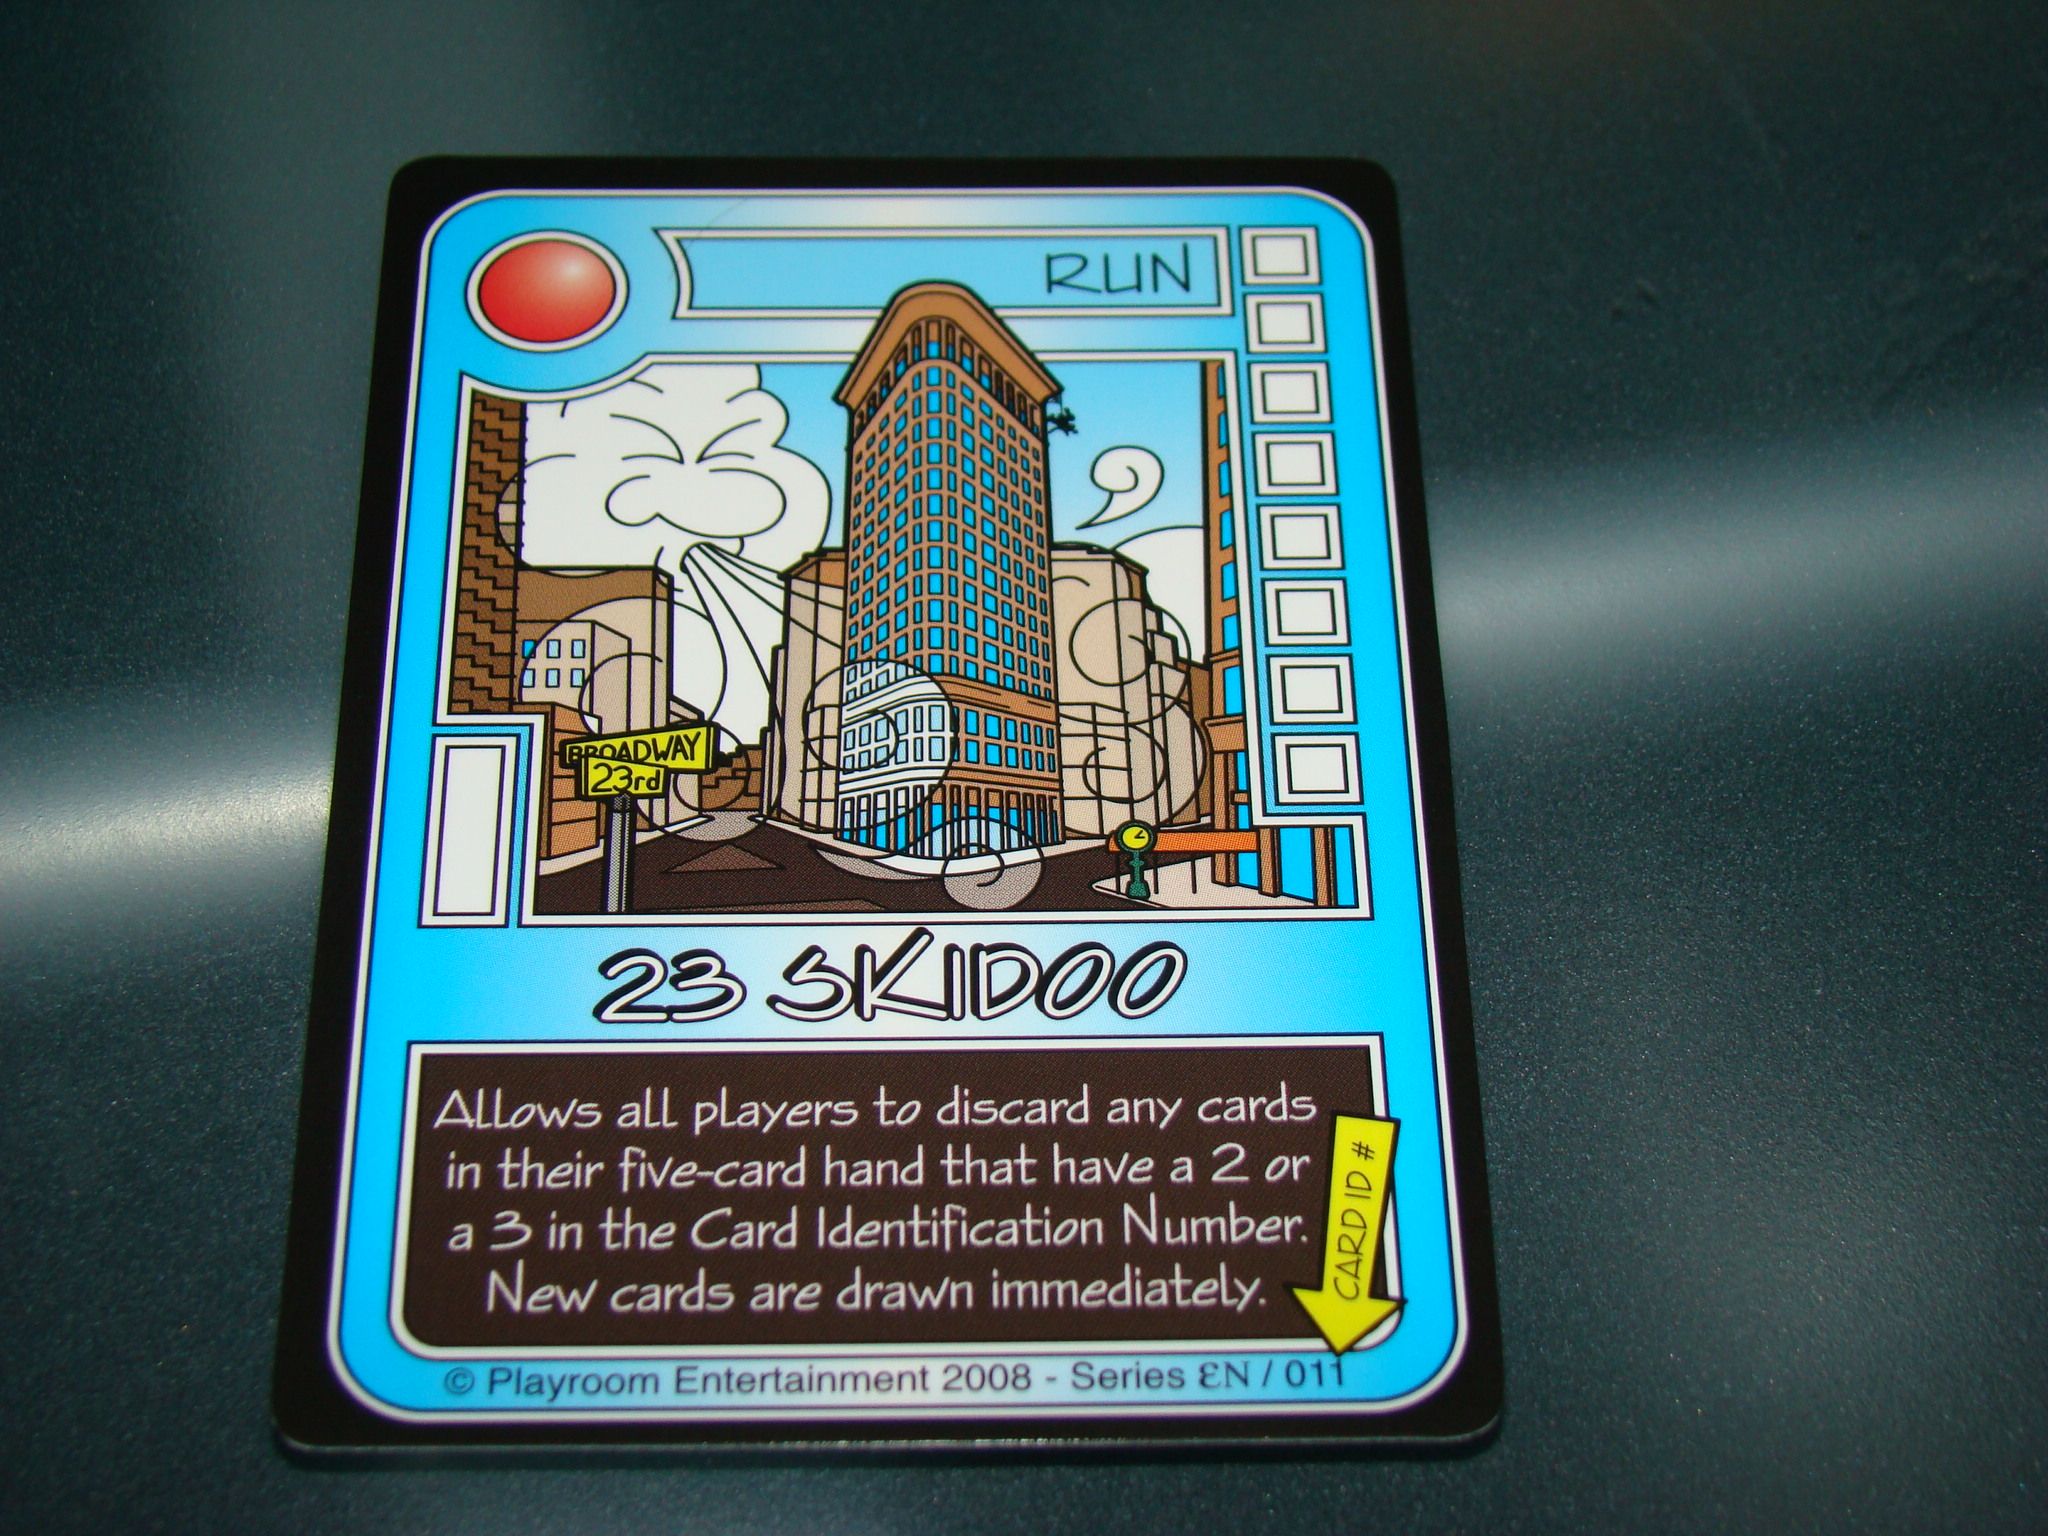 RUN
BROADWAY
23rd
23 SKIDOO
Allows all players to discard any cards
in their five-card hand that have a 2 or
a 3 in the Card Identification Number.
New cards are drawn immediately.
CARD ID #
© Playroom Entertainment 2008 - Series ƐN / 011